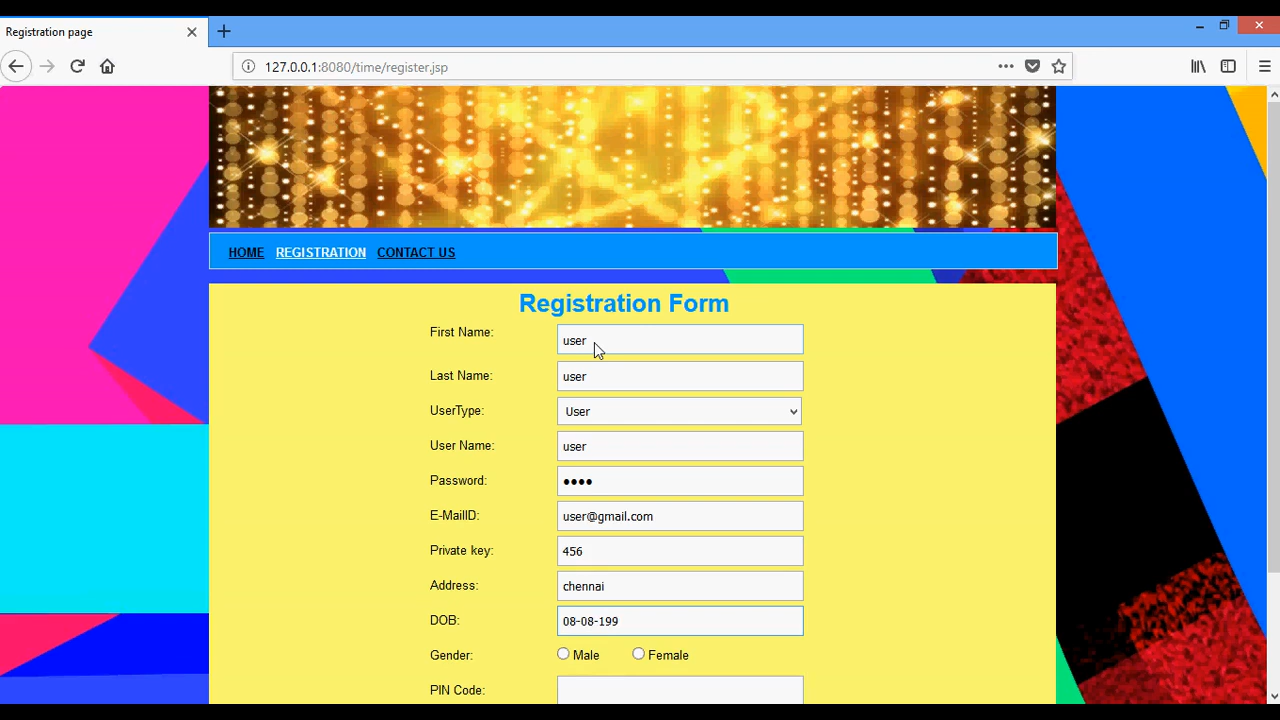 Registration page
127.0.0.1:8080/time/register.jsp
HOME REGISTRATION CONTACT US
Registration Form
First Name: user
Last Name: user
UserType: User
User Name: user
Password: ••••
E-MailID: user@gmail.com
Private key: 456
Address: chennai
DOB: 08-08-199
Gender: Male Female
PIN Code: